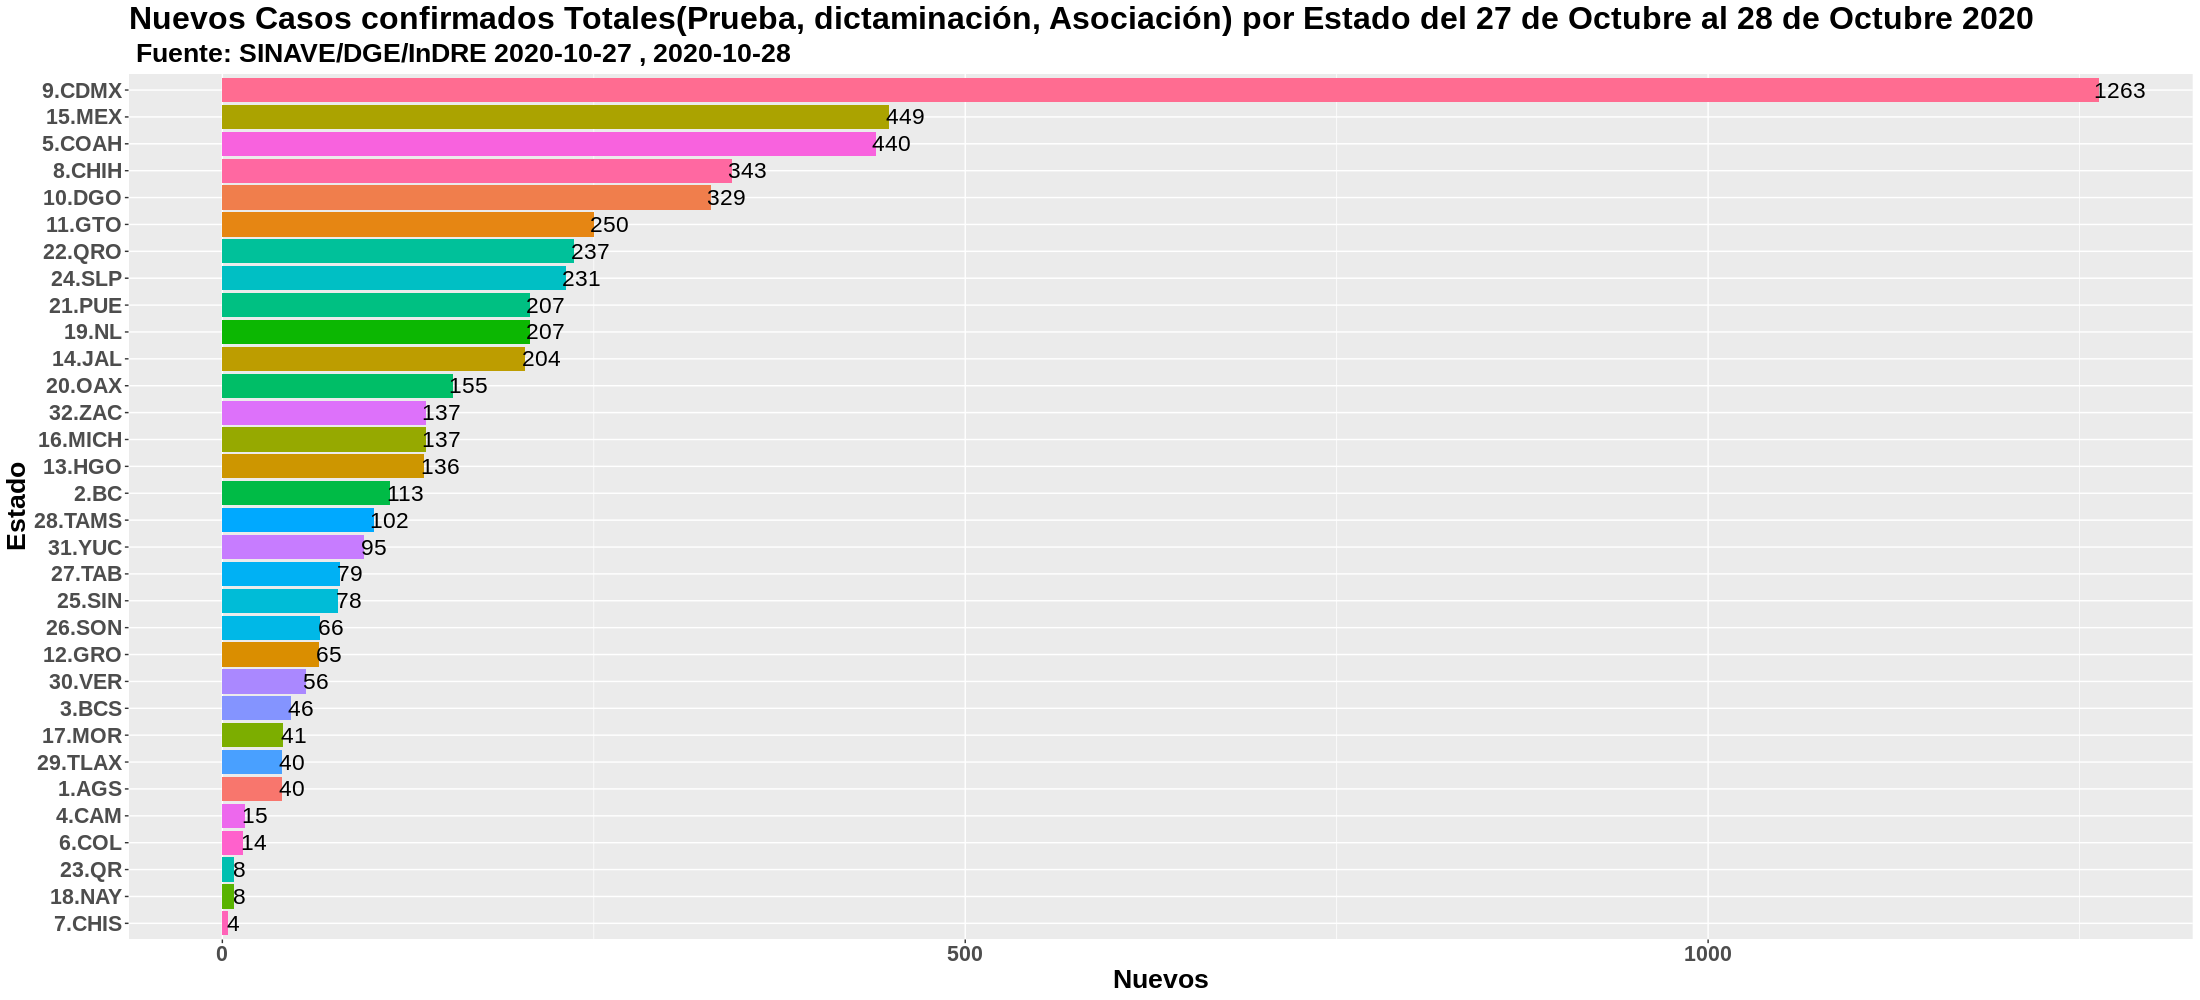 Nuevos Casos confirmados Totales(Prueba, dictaminación, Asociación) por Estado del 27 de Octubre al 28 de Octubre 2020
Fuente: SINAVE/DGE/InDRE 2020-10-27 , 2020-10-28
Estado
9.CDMX 1263
15.MEX 449
5.COAH 440
8.CHIH 343
10.DGO 329
11.GTO 250
22.QRO 237
24.SLP 231
21.PUE 207
19.NL 207
14.JAL 204
20.OAX 155
32.ZAC 137
16.MICH 137
13.HGO 136
2.BC 113
28.TAMS 102
31.YUC 95
27.TAB 79
25.SIN 78
26.SON 66
12.GRO 65
30.VER 56
3.BCS 46
17.MOR 41
29.TLAX 40
1.AGS 40
4.CAM 15
6.COL 14
23.QR 8
18.NAY 8
7.CHIS 4
0 500 1000
Nuevos